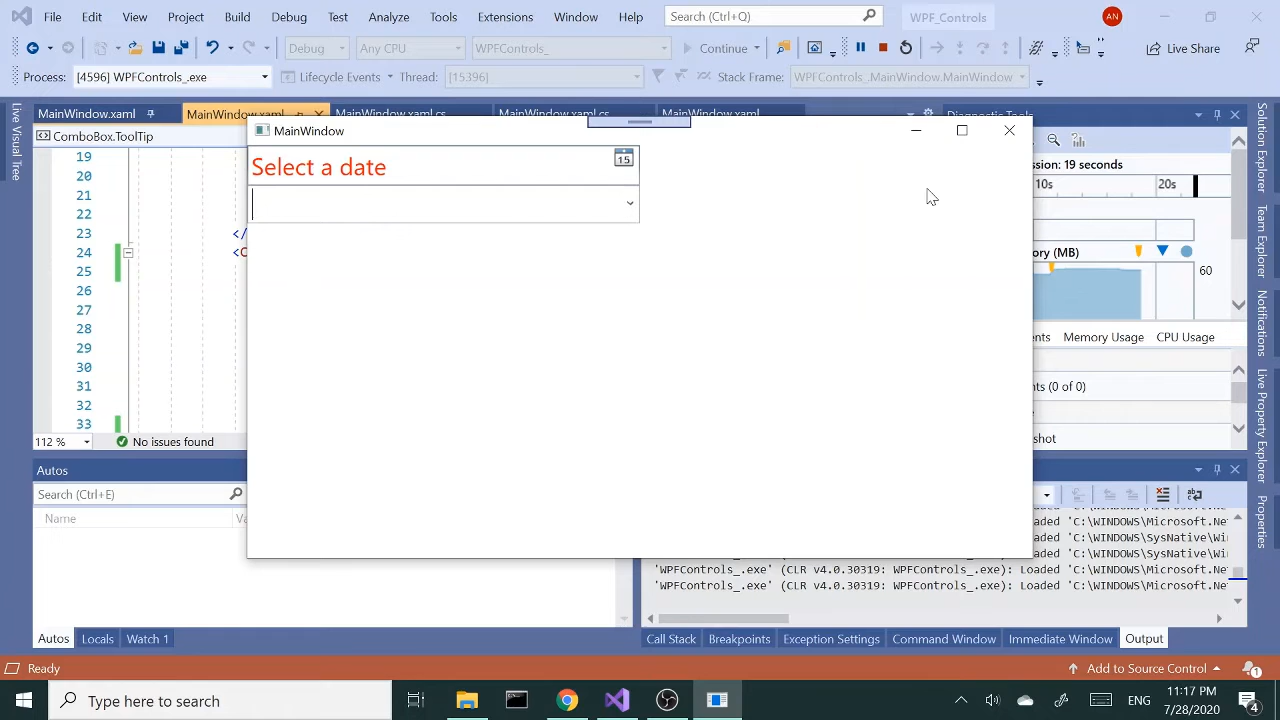 File Edit View Git Project Build Debug Test Analyze Tools Extensions Window Help Search (Ctrl+Q) WPF_Controls AN
Debug Any CPU WPFControls_ Continue Live Share
Process: [4596] WPFControls_.exe Lifecycle Events Thread: [15396] Stack Frame: WPFControls_.MainWindow.MainWindow
MainWindow.xaml MainWindow.xaml MainWindow.xaml.cs MainWindow.xaml.cs MainWindow.xaml Diagnostic Tools
ComboBox.ToolTip
MainWindow
Select a date
15
ssion: 19 seconds
10s 20s
ory (MB)
60
ents Memory Usage CPU Usage
nts (0 of 0)
shot
19
20
21
22
23 </
24 <C
25
26
27
28
29
30
31
32
33
112 % No issues found
Live Visual Tree
Solution Explorer
Team Explorer
Notifications
Live Property Explorer
Properties
Autos
Search (Ctrl+E)
Name Va
Loaded 'C:\WINDOWS\Microsoft.Ne
Loaded 'C:\WINDOWS\SysNative\Wi
Loaded 'C:\WINDOWS\Microsoft.Ne
'WPFControls_.exe' (CLR v4.0.30319: WPFControls_.exe): Loaded 'C:\WINDOWS\Microsoft.Ne
'WPFControls_.exe' (CLR v4.0.30319: WPFControls_.exe): Loaded 'C:\WINDOWS\Microsoft.Ne
Autos Locals Watch 1 Call Stack Breakpoints Exception Settings Command Window Immediate Window Output
Ready Add to Source Control 1
Type here to search ENG 11:17 PM
7/28/2020 4